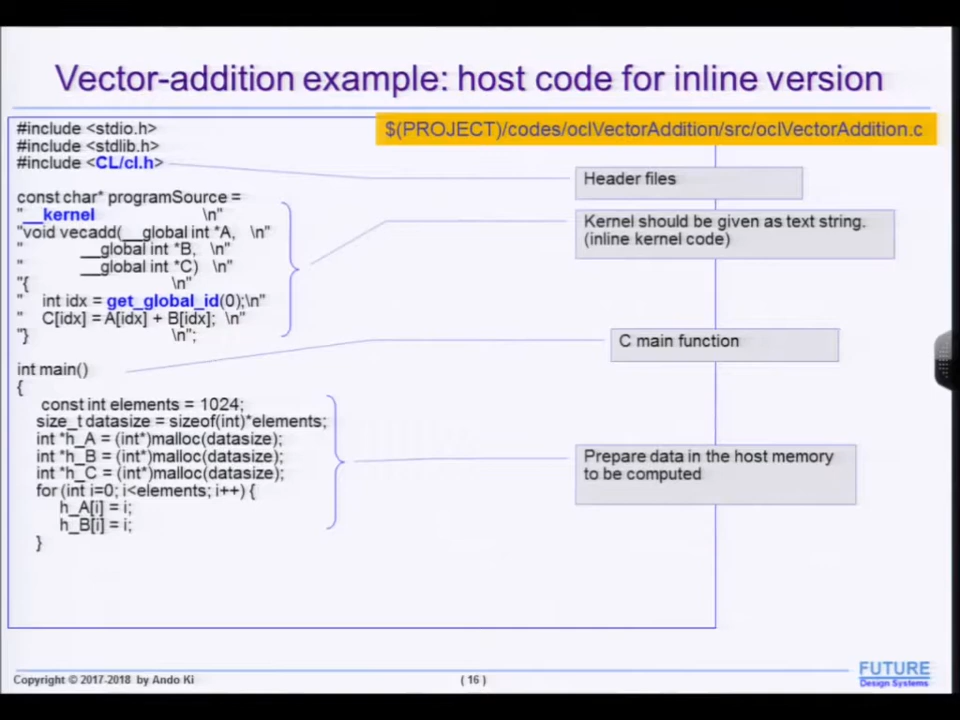 Vector-addition example: host code for inline version
$(PROJECT)/codes/oclVectorAddition/src/oclVectorAddition.c
#include <stdio.h>
#include <stdlib.h>
#include <CL/cl.h>
const char* programSource =
"__kernel \n"
"void vecadd(__global int *A, \n"
" __global int *B, \n"
" __global int *C) \n"
"{ \n"
" int idx = get_global_id(0);\n"
" C[idx] = A[idx] + B[idx]; \n"
"} \n";
int main()
{
const int elements = 1024;
size_t datasize = sizeof(int)*elements;
int *h_A = (int*)malloc(datasize);
int *h_B = (int*)malloc(datasize);
int *h_C = (int*)malloc(datasize);
for (int i=0; i<elements; i++) {
h_A[i] = i;
h_B[i] = i;
}
Header files
Kernel should be given as text string.
(inline kernel code)
C main function
Prepare data in the host memory
to be computed
Copyright © 2017-2018 by Ando Ki
( 16 )
FUTURE
Design Systems